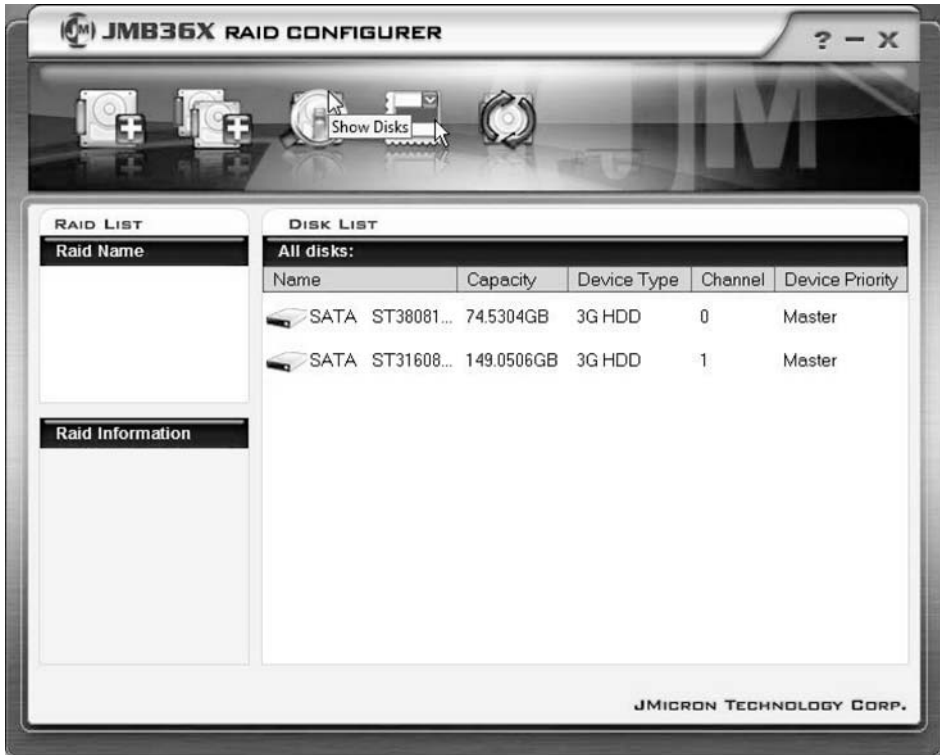 JM JMB36X RAID CONFIGURER
? – X
Show Disks
JM
RAID LIST
Raid Name
Raid Information
DISK LIST
All disks:
Name Capacity Device Type Channel Device Priority
SATA ST38081... 74.5304GB 3G HDD 0 Master
SATA ST31608... 149.0506GB 3G HDD 1 Master
JMICRON TECHNOLOGY CORP.